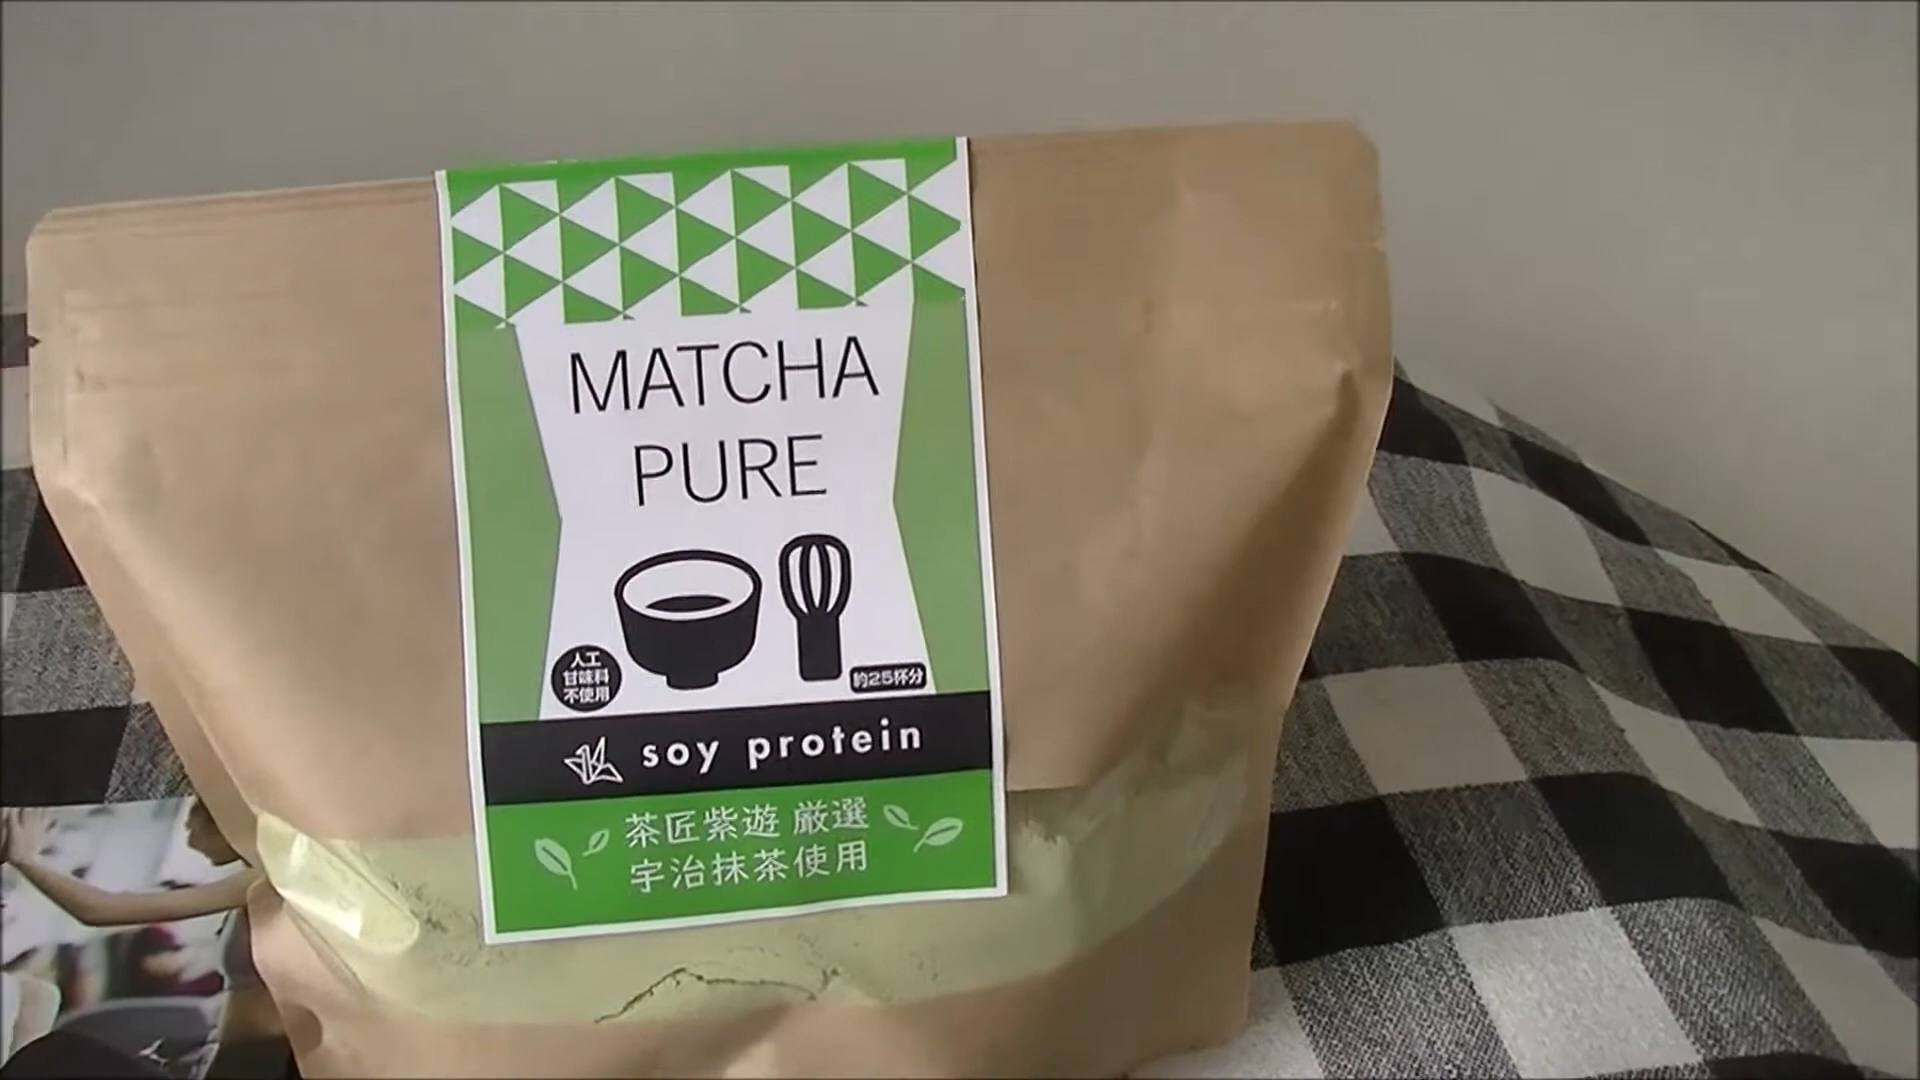 MATCHA
PURE
人工
甘味料
不使用
約25杯分
soy protein
茶匠紫遊 厳選
宇治抹茶使用